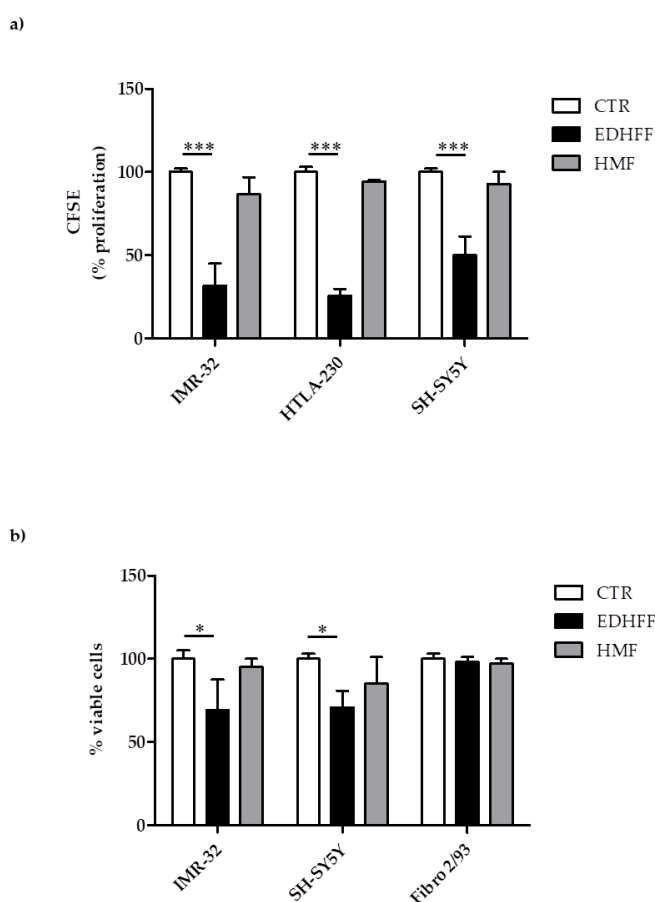 a)
150
100
50
0
CFSE
(% proliferation)
***
***
***
CTR
EDHFF
HMF
IMR-32
HTLA-230
SH-SY5Y
b)
150
100
50
0
% viable cells
*
*
CTR
EDHFF
HMF
IMR-32
SH-SY5Y
Fibro 2/93